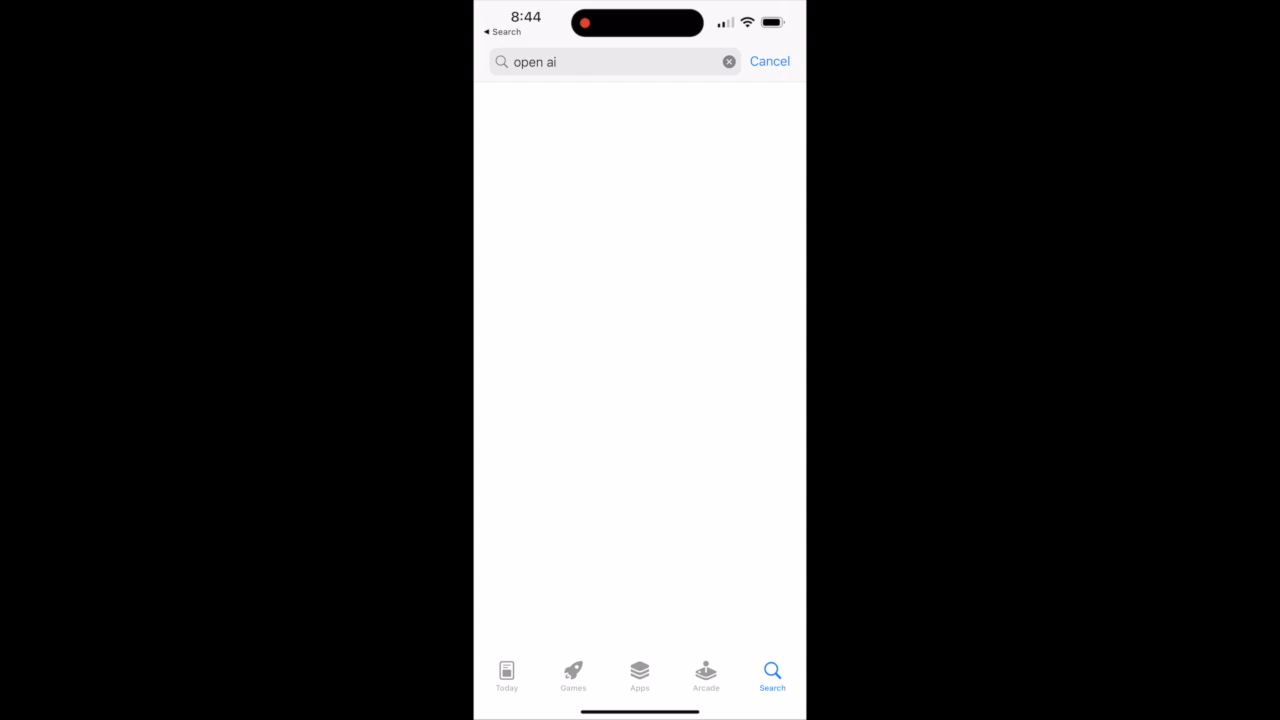 8:44
◀ Search
open ai
Cancel
Today
Games
Apps
Arcade
Search